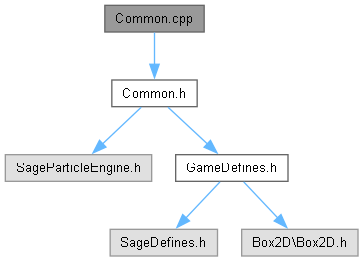 Common.cpp
Common.h
SageParticleEngine.h
GameDefines.h
SageDefines.h
Box2D\Box2D.h